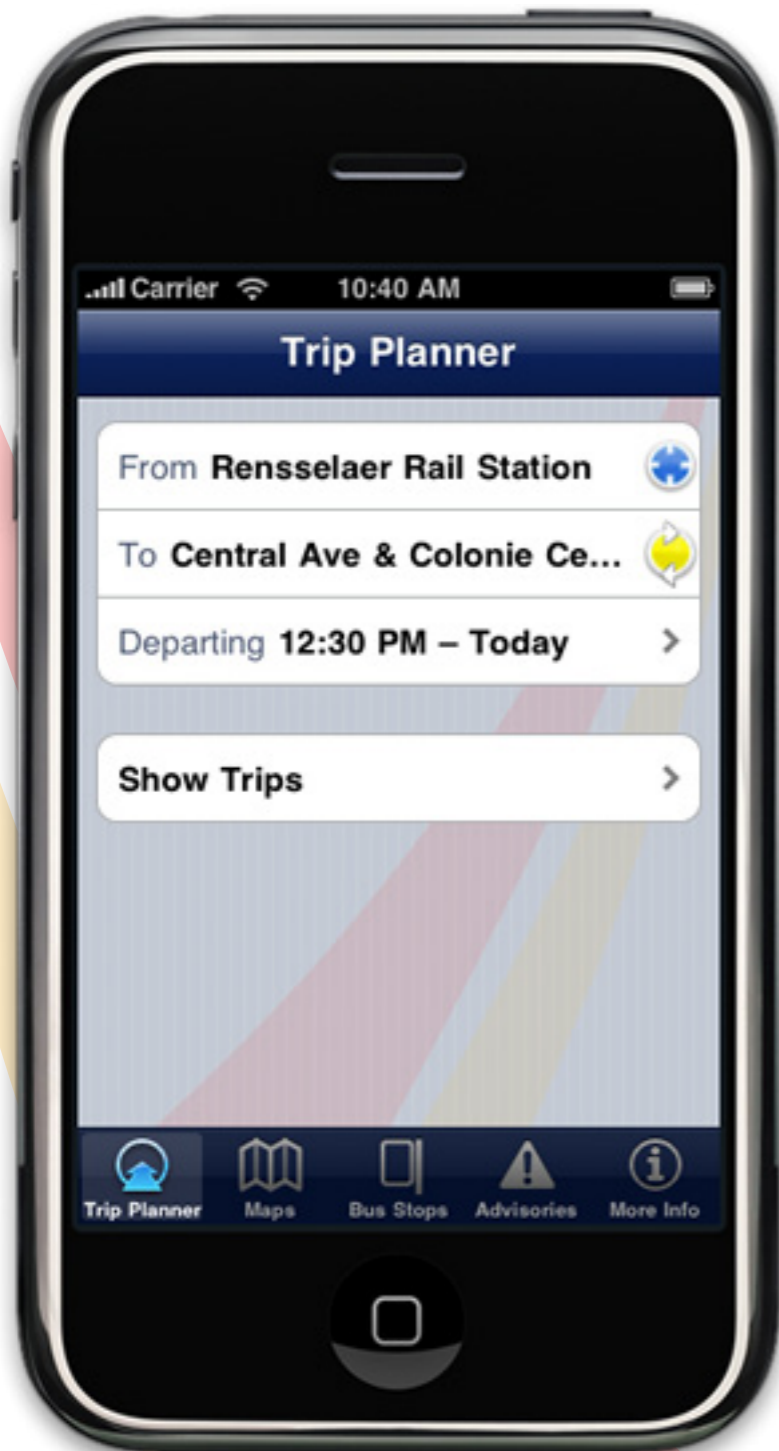 Carrier 10:40 AM
Trip Planner
From Rensselaer Rail Station
To Central Ave & Colonie Ce...
Departing 12:30 PM – Today
Show Trips
Trip Planner Maps Bus Stops Advisories More Info